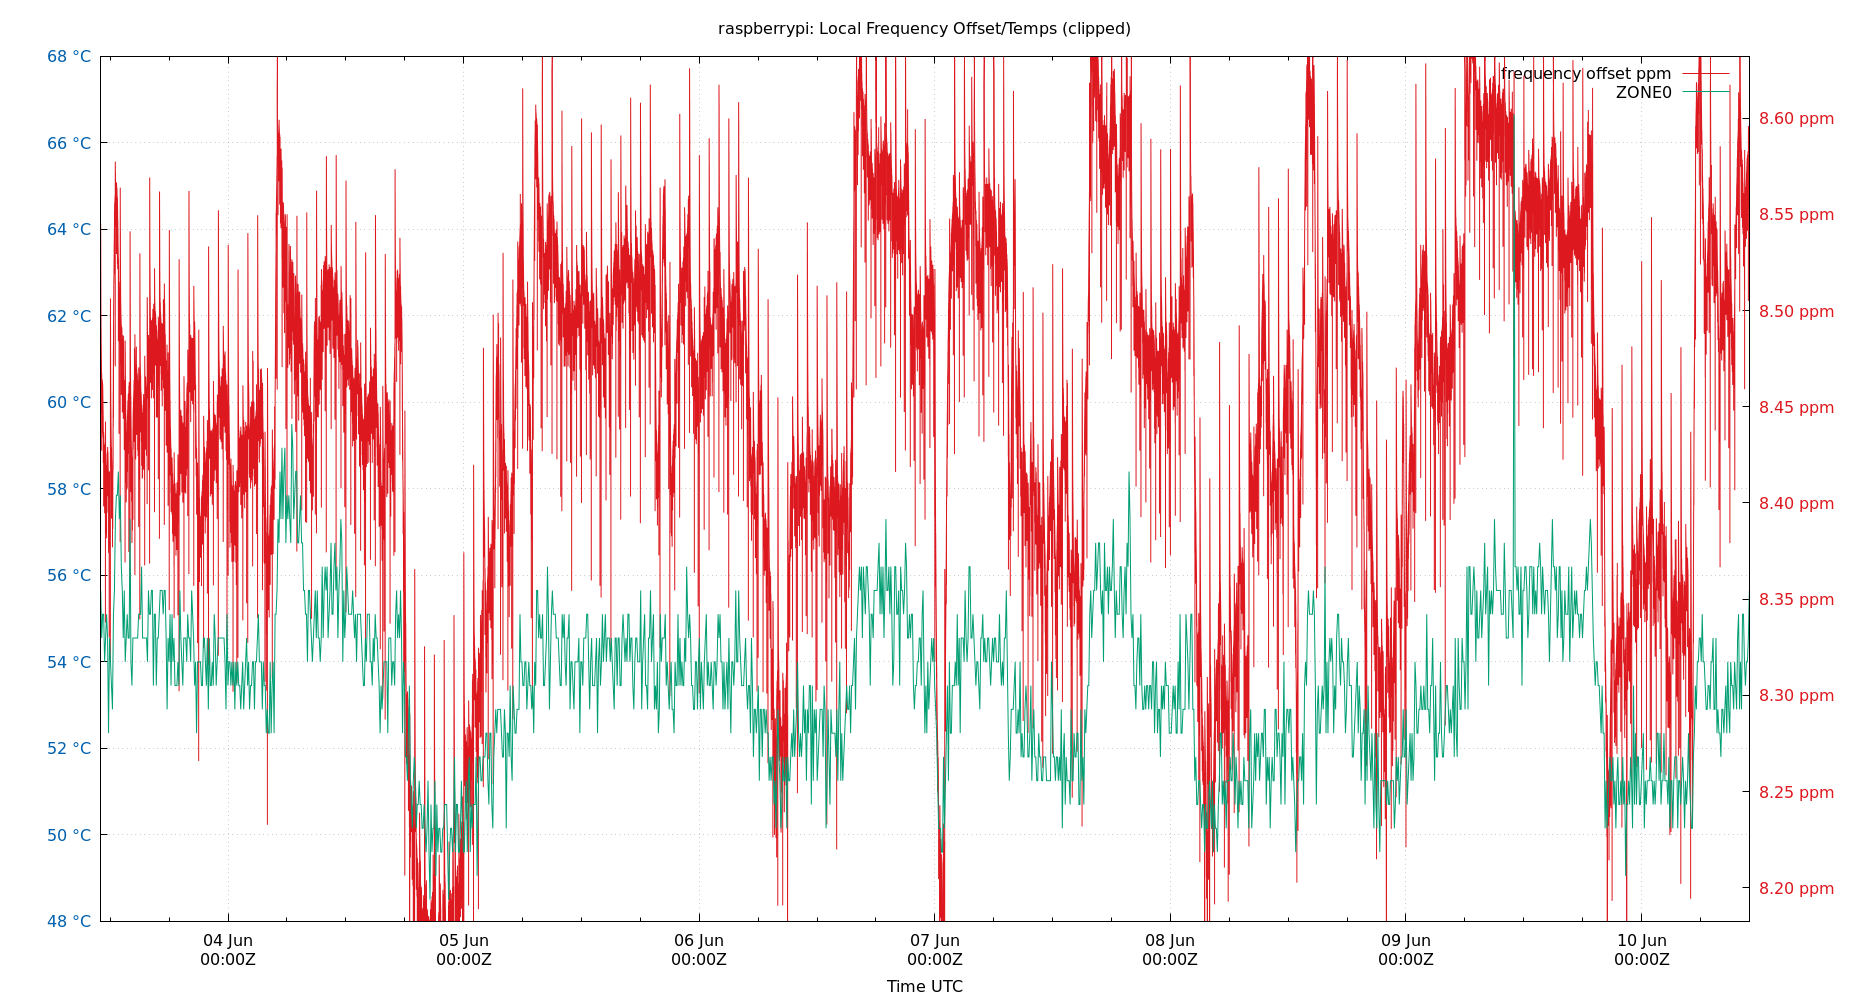 raspberrypi: Local Frequency Offset/Temps (clipped)
68 °C
66 °C
64 °C
62 °C
60 °C
58 °C
56 °C
54 °C
52 °C
50 °C
48 °C
frequency offset ppm
ZONE0
8.60 ppm
8.55 ppm
8.50 ppm
8.45 ppm
8.40 ppm
8.35 ppm
8.30 ppm
8.25 ppm
8.20 ppm
04 Jun
00:00Z
05 Jun
00:00Z
06 Jun
00:00Z
07 Jun
00:00Z
08 Jun
00:00Z
09 Jun
00:00Z
10 Jun
00:00Z
Time UTC